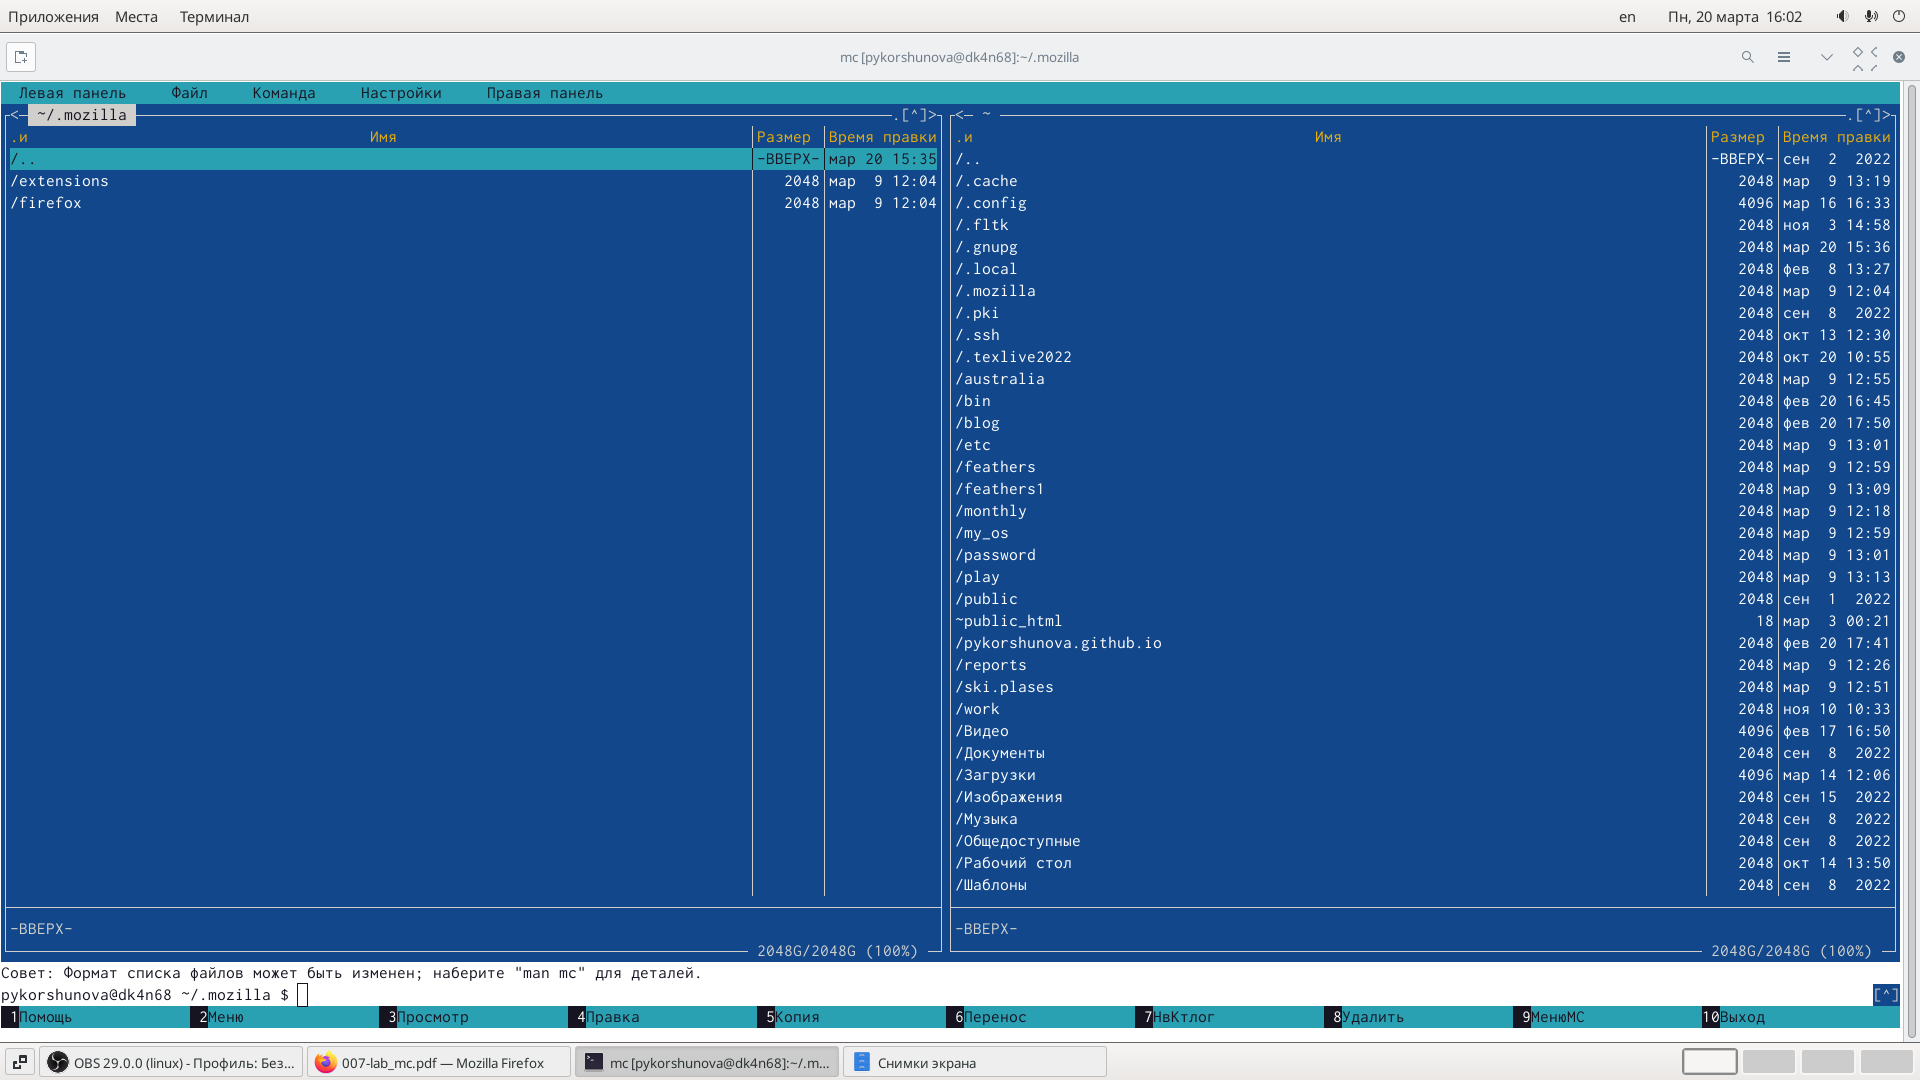 Приложения Места Терминал en Пн, 20 марта 16:02
mc [pykorshunova@dk4n68]:~/.mozilla
Левая панель Файл Команда Настройки Правая панель
<─ ~/.mozilla .[^]> <─ ~ .[^]>
.и Имя Размер Время правки .и Имя Размер Время правки
/.. -ВВЕРХ- мар 20 15:35 /.. -ВВЕРХ- сен 2 2022
/extensions 2048 мар 9 12:04 /.cache 2048 мар 9 13:19
/firefox 2048 мар 9 12:04 /.config 4096 мар 16 16:33
/.fltk 2048 ноя 3 14:58
/.gnupg 2048 мар 20 15:36
/.local 2048 фев 8 13:27
/.mozilla 2048 мар 9 12:04
/.pki 2048 сен 8 2022
/.ssh 2048 окт 13 12:30
/.texlive2022 2048 окт 20 10:55
/australia 2048 мар 9 12:55
/bin 2048 фев 20 16:45
/blog 2048 фев 20 17:50
/etc 2048 мар 9 13:01
/feathers 2048 мар 9 12:59
/feathers1 2048 мар 9 13:09
/monthly 2048 мар 9 12:18
/my_os 2048 мар 9 12:59
/password 2048 мар 9 13:01
/play 2048 мар 9 13:13
/public 2048 сен 1 2022
~public_html 18 мар 3 00:21
/pykorshunova.github.io 2048 фев 20 17:41
/reports 2048 мар 9 12:26
/ski.plases 2048 мар 9 12:51
/work 2048 ноя 10 10:33
/Видео 4096 фев 17 16:50
/Документы 2048 сен 8 2022
/Загрузки 4096 мар 14 12:06
/Изображения 2048 сен 15 2022
/Музыка 2048 сен 8 2022
/Общедоступные 2048 сен 8 2022
/Рабочий стол 2048 окт 14 13:50
/Шаблоны 2048 сен 8 2022
-ВВЕРХ- -ВВЕРХ-
2048G/2048G (100%) 2048G/2048G (100%)
Совет: Формат списка файлов может быть изменен; наберите "man mc" для деталей.
pykorshunova@dk4n68 ~/.mozilla $ [^]
1Помощь 2Меню 3Просмотр 4Правка 5Копия 6Перенос 7НвКтлог 8Удалить 9МенюMC 10Выход
OBS 29.0.0 (linux) - Профиль: Без... 007-lab_mc.pdf — Mozilla Firefox mc [pykorshunova@dk4n68]:~/.m... Снимки экрана